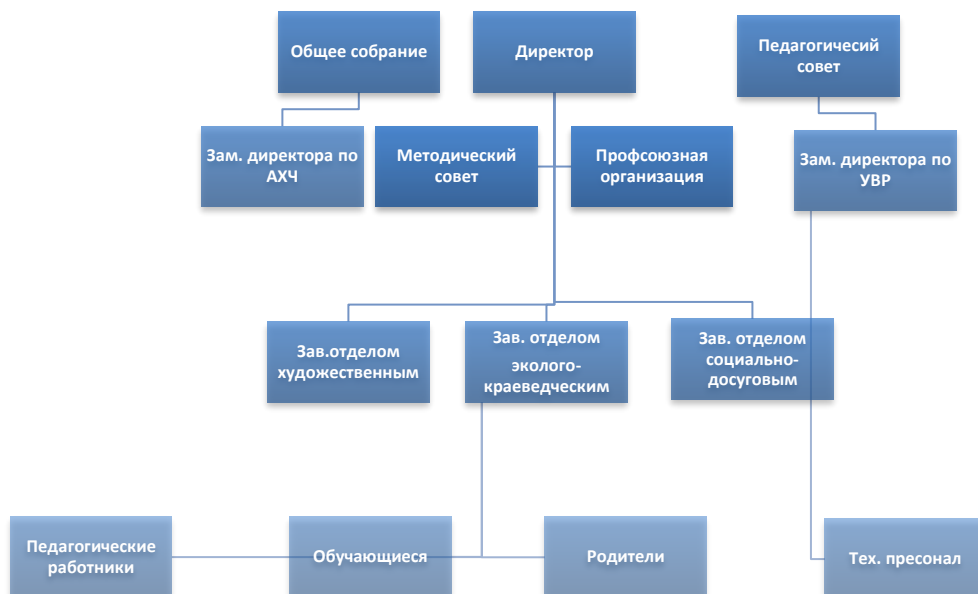 Общее собрание
Директор
Педагогичесий
совет
Зам. директора по
АХЧ
Методический
совет
Профсоюзная
организация
Зам. директора по
УВР
Зав.отделом
художественным
Зав. отделом
эколого-
краеведческим
Зав. отделом
социально-
досуговым
Педагогические
работники
Обучающиеся
Родители
Тех. пресонал